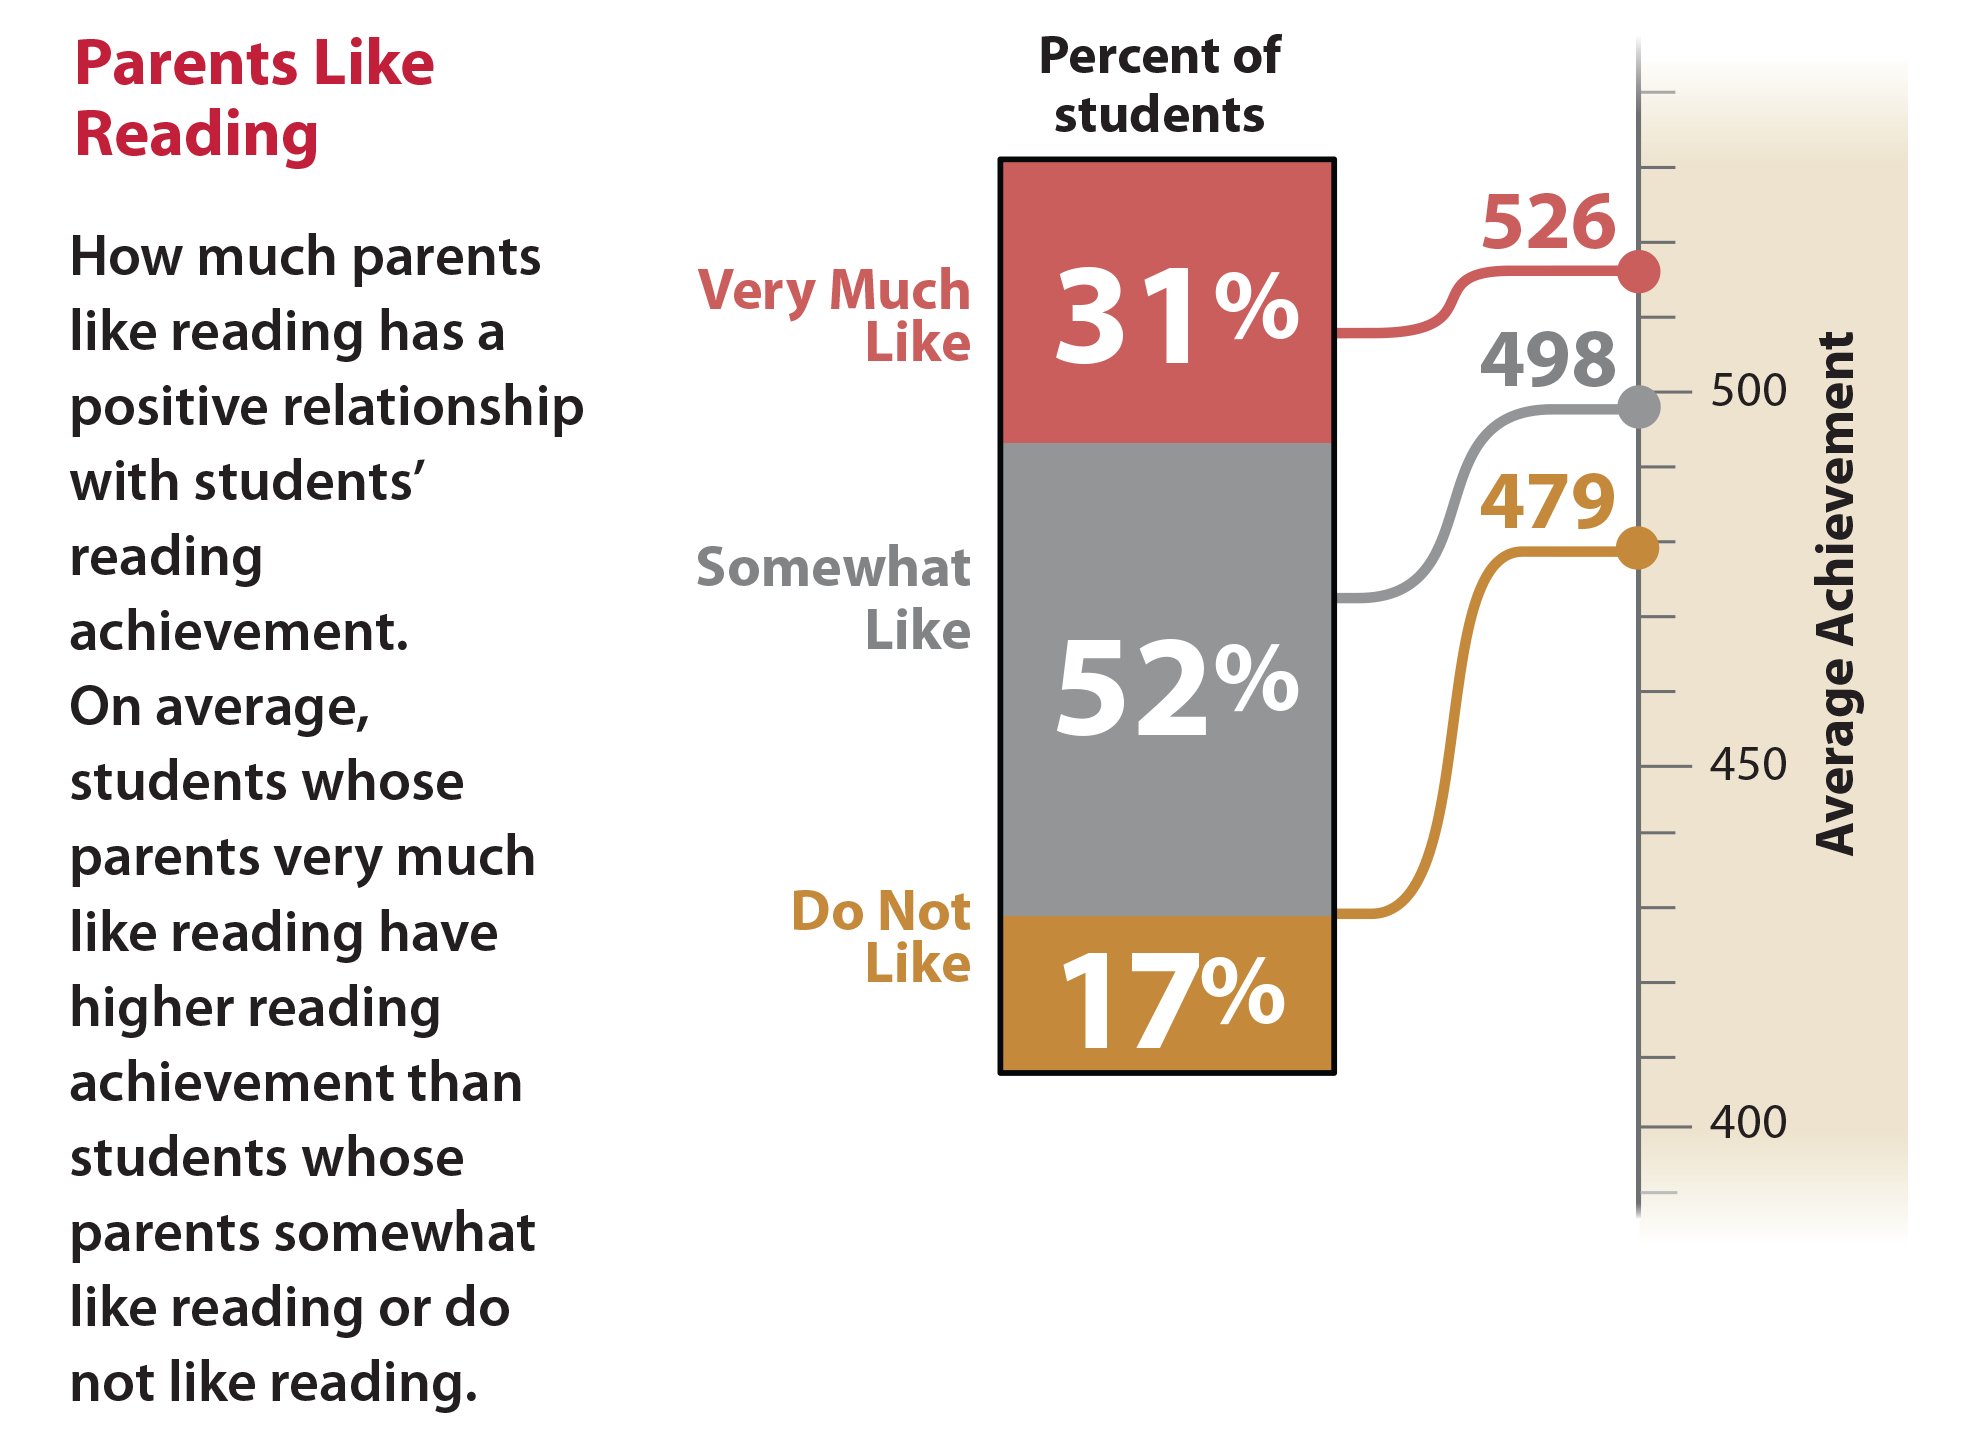 Parents Like
Reading
How much parents
like reading has a
positive relationship
with students’
reading
achievement.
On average,
students whose
parents very much
like reading have
higher reading
achievement than
students whose
parents somewhat
like reading or do
not like reading.
Percent of
students
Very Much
Like
31%
Somewhat
Like
52%
Do Not
Like
17%
526
498
479
500
450
400
Average Achievement